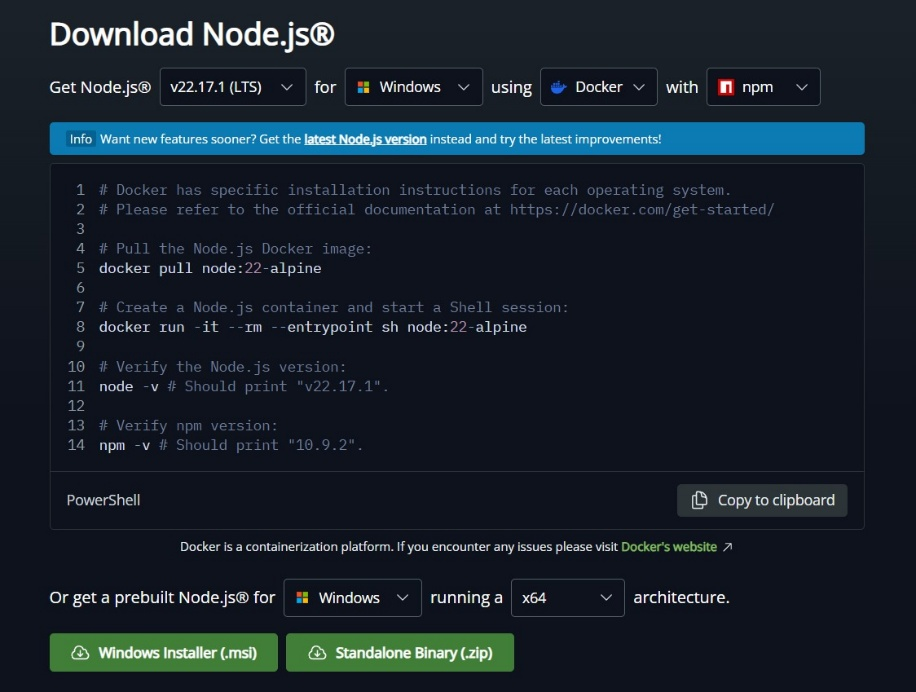 Download Node.js®
Get Node.js® v22.17.1 (LTS) for Windows using Docker with npm
Info Want new features sooner? Get the latest Node.js version instead and try the latest improvements!
1 # Docker has specific installation instructions for each operating system.
2 # Please refer to the official documentation at https://docker.com/get-started/
3
4 # Pull the Node.js Docker image:
5 docker pull node:22-alpine
6
7 # Create a Node.js container and start a Shell session:
8 docker run -it --rm --entrypoint sh node:22-alpine
9
10 # Verify the Node.js version:
11 node -v # Should print "v22.17.1".
12
13 # Verify npm version:
14 npm -v # Should print "10.9.2".
PowerShell Copy to clipboard
Docker is a containerization platform. If you encounter any issues please visit Docker's website ↗
Or get a prebuilt Node.js® for Windows running a x64 architecture.
Windows Installer (.msi) Standalone Binary (.zip)